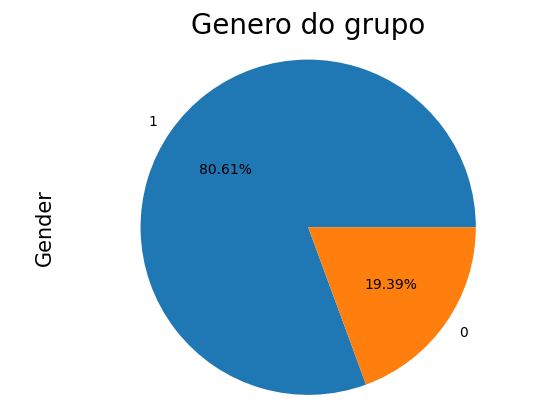 Genero do grupo
1
80.61%
Gender
19.39%
0